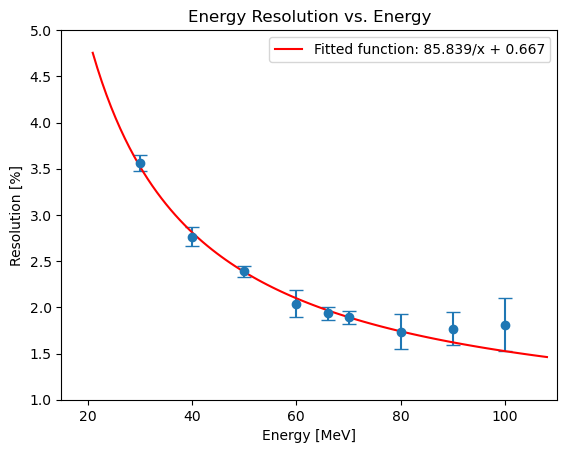 Energy Resolution vs. Energy
Fitted function: 85.839/x + 0.667
Resolution [%]
5.0
4.5
4.0
3.5
3.0
2.5
2.0
1.5
1.0
20 40 60 80 100
Energy [MeV]